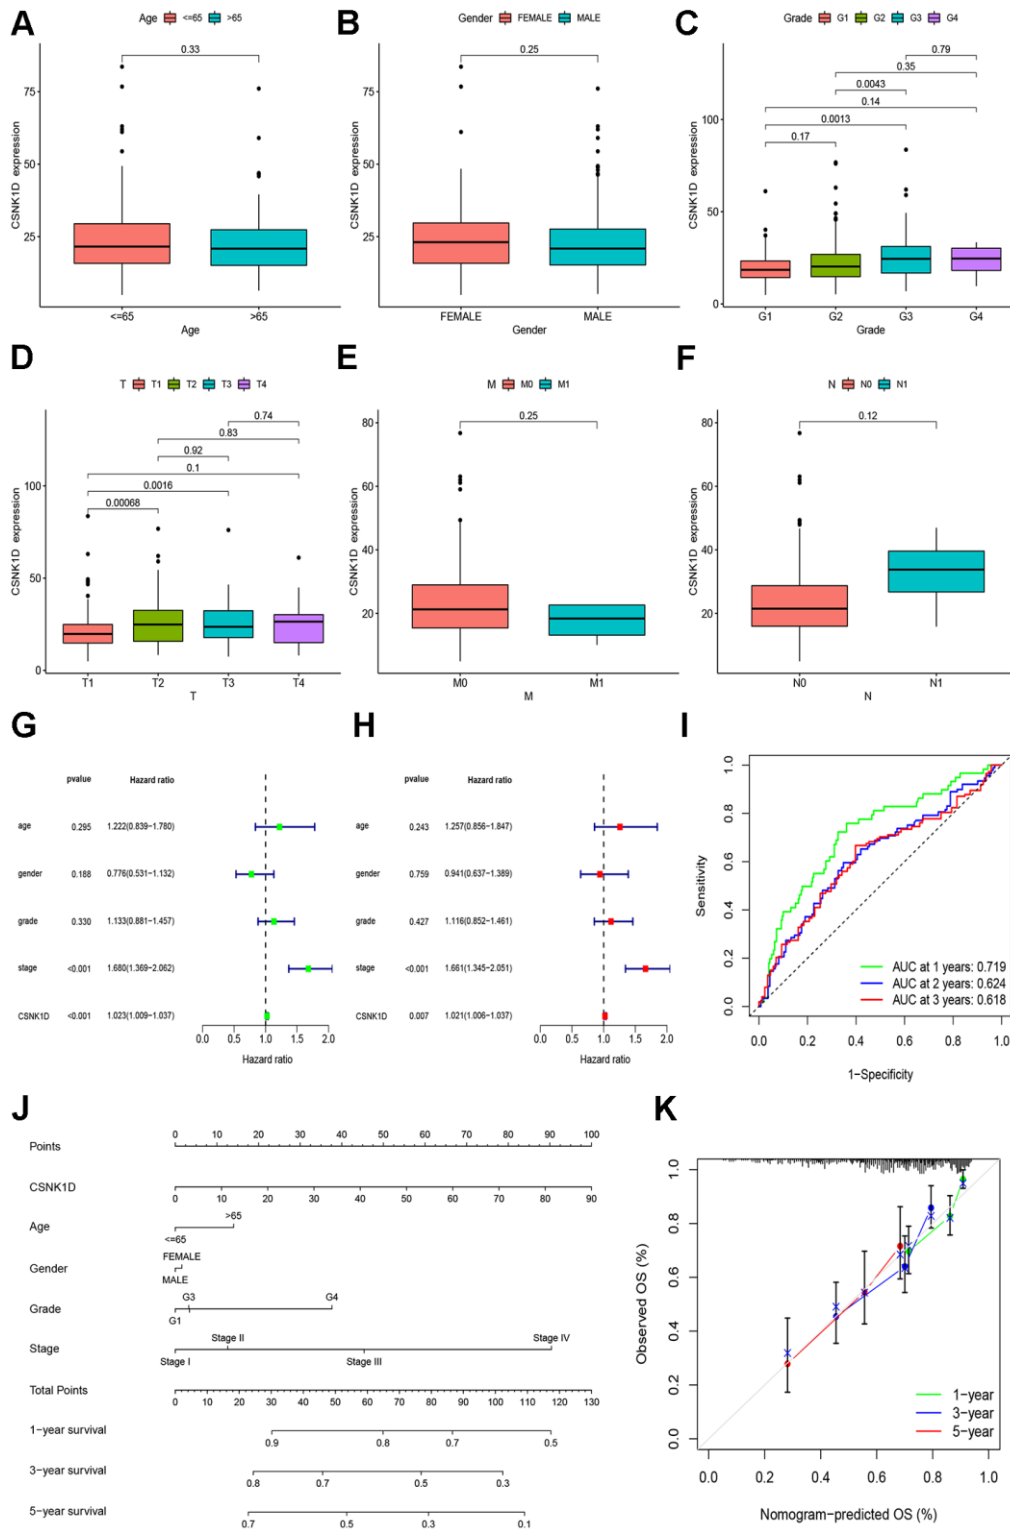 A
Age <=65 >65
0.33
75
50
25
CSNK1D expression
<=65 >65
Age
B
Gender FEMALE MALE
0.25
75
50
25
CSNK1D expression
FEMALE MALE
Gender
C
Grade G1 G2 G3 G4
0.79
0.35
0.0043
0.14
0.0013
0.17
100
50
0
CSNK1D expression
G1 G2 G3 G4
Grade
D
T T1 T2 T3 T4
0.74
0.83
0.92
0.1
0.0016
0.00068
100
50
0
CSNK1D expression
T1 T2 T3 T4
T
E
M M0 M1
0.25
80
60
40
20
CSNK1D expression
M0 M1
M
F
N N0 N1
0.12
80
60
40
20
CSNK1D expression
N0 N1
N
G
pvalue Hazard ratio
age 0.295 1.222(0.839−1.780)
gender 0.188 0.776(0.531−1.132)
grade 0.330 1.133(0.881−1.457)
stage <0.001 1.680(1.369−2.062)
CSNK1D <0.001 1.023(1.009−1.037)
0.0 0.5 1.0 1.5 2.0
Hazard ratio
H
pvalue Hazard ratio
age 0.243 1.257(0.856−1.847)
gender 0.759 0.941(0.637−1.389)
grade 0.427 1.116(0.852−1.461)
stage <0.001 1.661(1.345−2.051)
CSNK1D 0.007 1.021(1.006−1.037)
0.0 0.5 1.0 1.5 2.0
Hazard ratio
I
1.0
0.8
0.6
0.4
0.2
0.0
Sensitivity
AUC at 1 years: 0.719
AUC at 2 years: 0.624
AUC at 3 years: 0.618
0.0 0.2 0.4 0.6 0.8 1.0
1−Specificity
J
0 10 20 30 40 50 60 70 80 90 100
Points
CSNK1D
0 10 20 30 40 50 60 70 80 90
>65
Age
<=65
FEMALE
Gender
MALE
G3 G4
Grade
G1
Stage II Stage IV
Stage
Stage I Stage III
Total Points
0 10 20 30 40 50 60 70 80 90 100 110 120 130
1−year survival
0.9 0.8 0.7 0.5
3−year survival
0.8 0.7 0.5 0.3
5−year survival
0.7 0.5 0.3 0.1
K
1.0
0.8
0.6
0.4
0.2
0.0
Observed OS (%)
1−year
3−year
5−year
0.0 0.2 0.4 0.6 0.8 1.0
Nomogram−predicted OS (%)